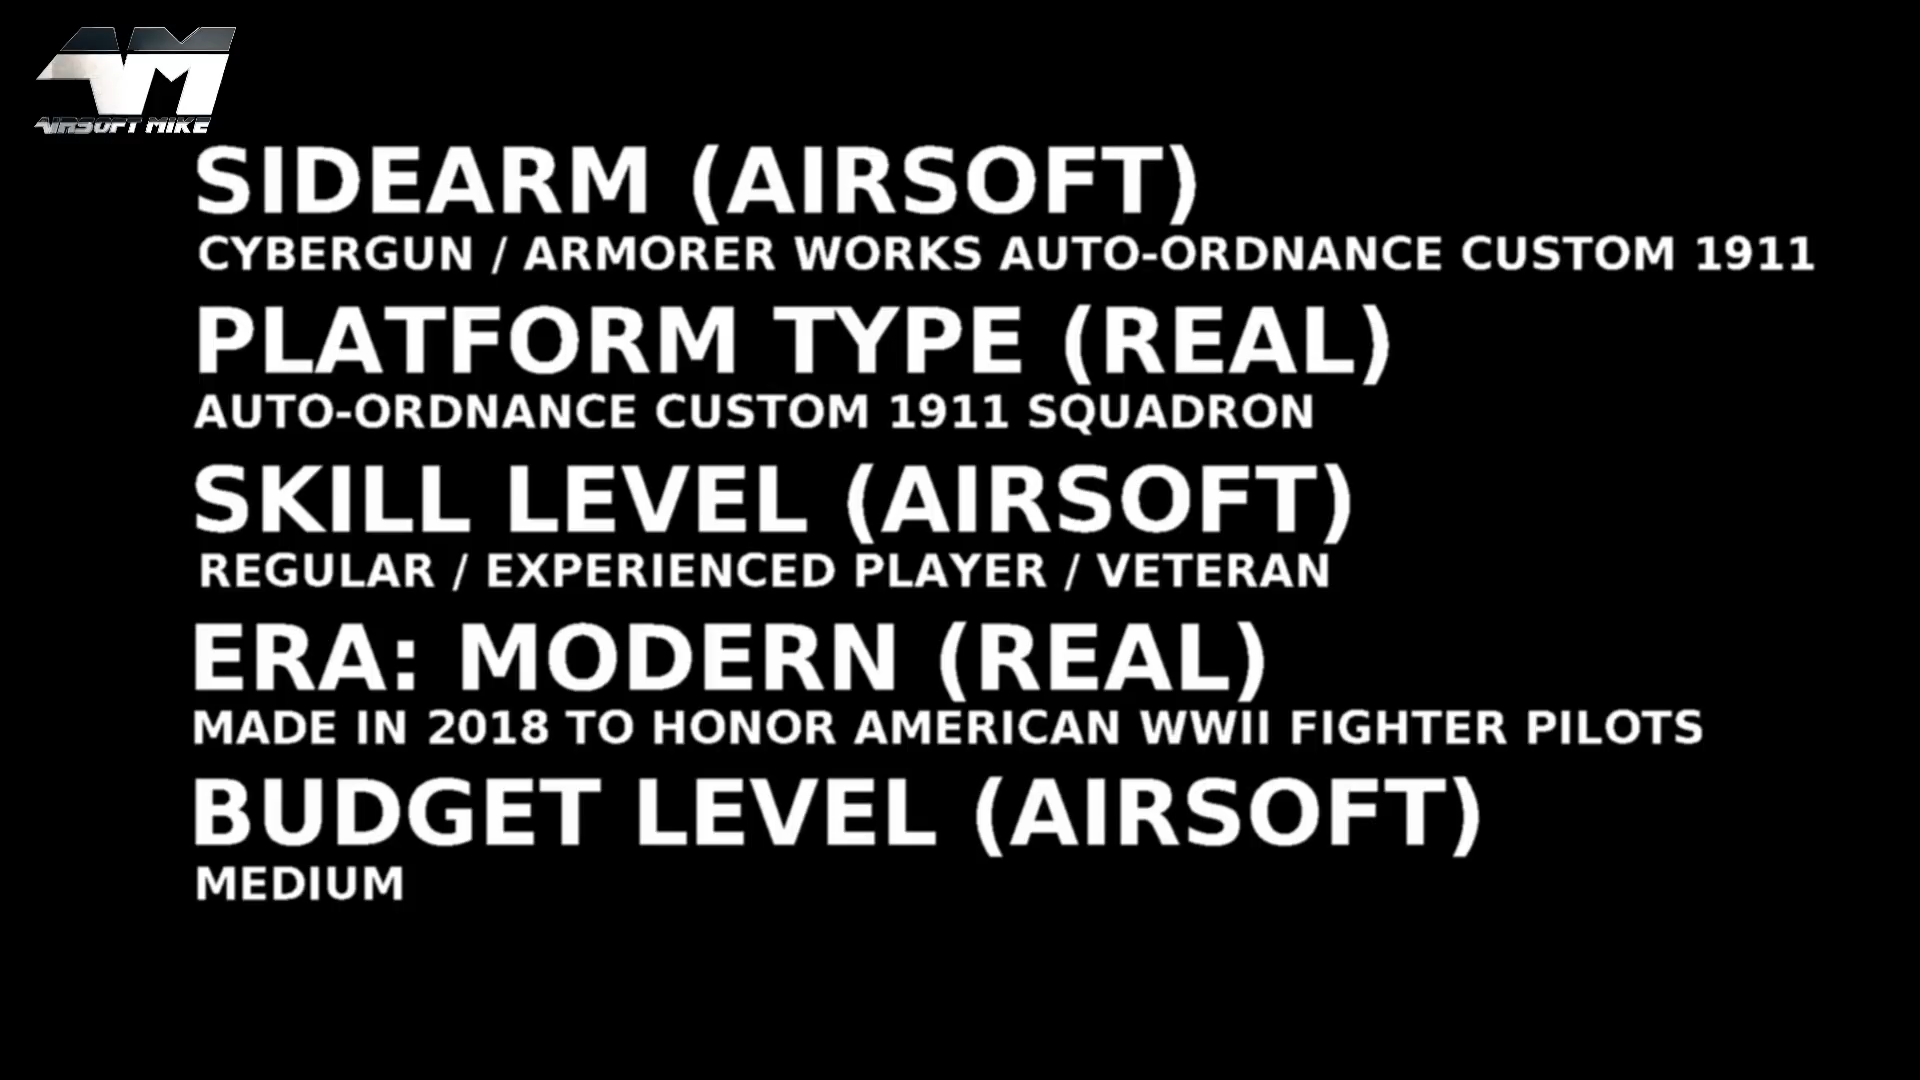 AM
AIRSOFT MIKE
SIDEARM (AIRSOFT)
CYBERGUN / ARMORER WORKS AUTO-ORDNANCE CUSTOM 1911
PLATFORM TYPE (REAL)
AUTO-ORDNANCE CUSTOM 1911 SQUADRON
SKILL LEVEL (AIRSOFT)
REGULAR / EXPERIENCED PLAYER / VETERAN
ERA: MODERN (REAL)
MADE IN 2018 TO HONOR AMERICAN WWII FIGHTER PILOTS
BUDGET LEVEL (AIRSOFT)
MEDIUM